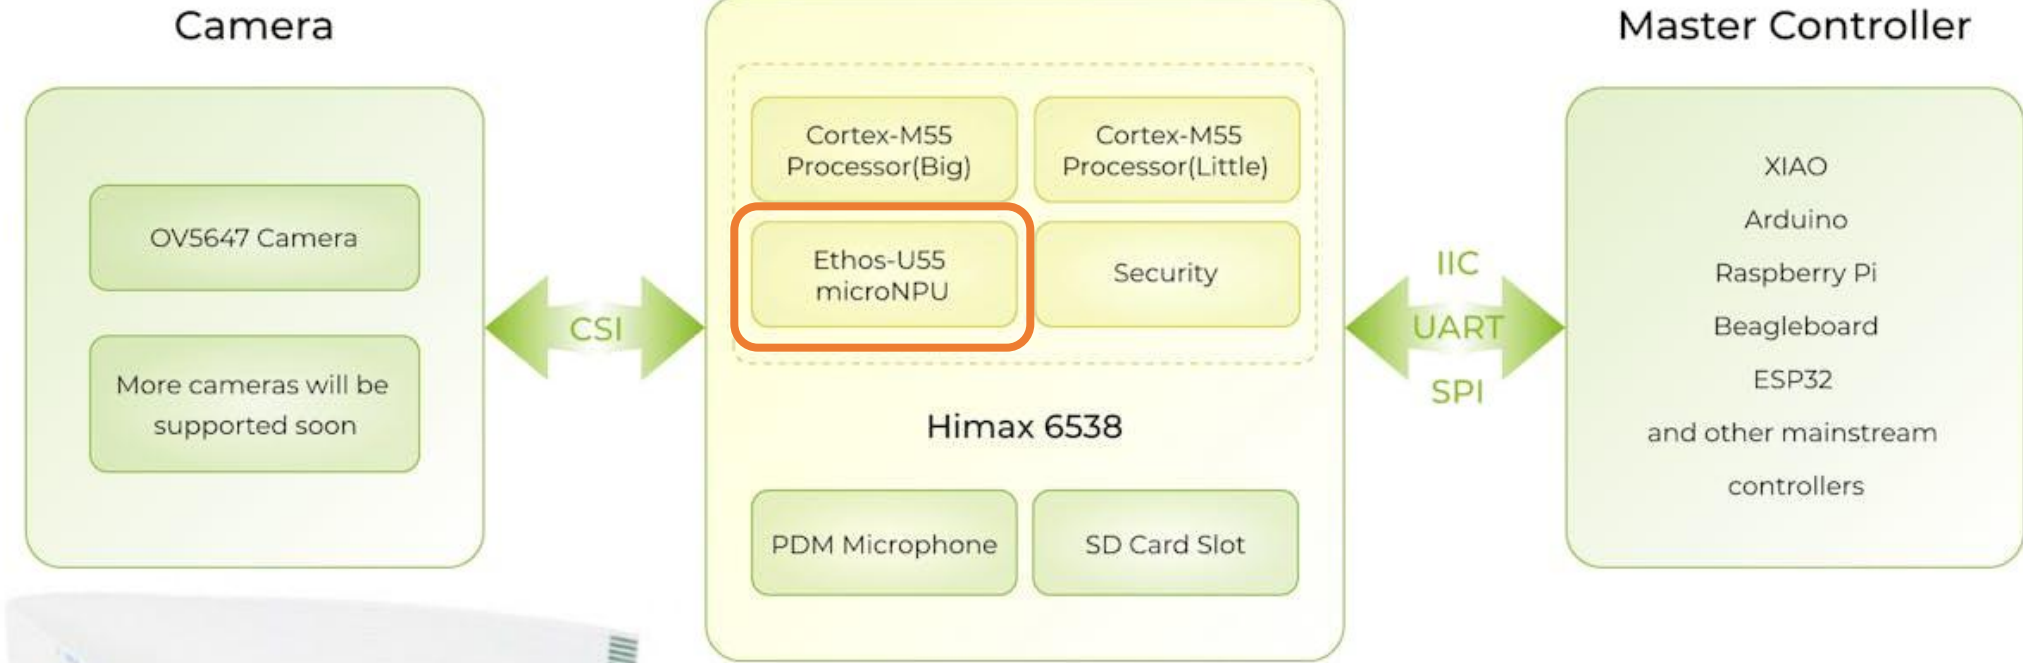 Camera
OV5647 Camera
More cameras will be
supported soon
CSI
Cortex-M55
Processor(Big)
Cortex-M55
Processor(Little)
Ethos-U55
microNPU
Security
Himax 6538
PDM Microphone
SD Card Slot
IIC
UART
SPI
Master Controller
XIAO
Arduino
Raspberry Pi
Beagleboard
ESP32
and other mainstream
controllers